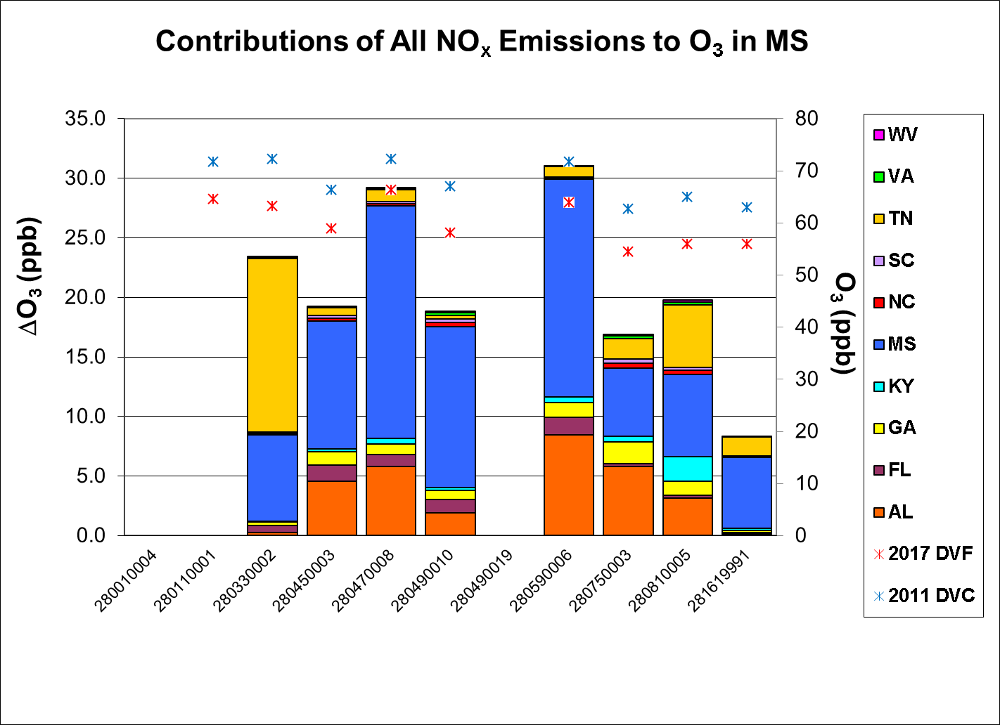 Contributions of All NOx Emissions to O3 in MS
35.0
30.0
25.0
20.0
15.0
10.0
5.0
0.0
ΔO3 (ppb)
80
70
60
50
40
30
20
10
0
O3 (ppb)
280010004
280110001
280330002
280450003
280470008
280490010
280490019
280590006
280750003
280810005
281619991
WV
VA
TN
SC
NC
MS
KY
GA
FL
AL
2017 DVF
2011 DVC